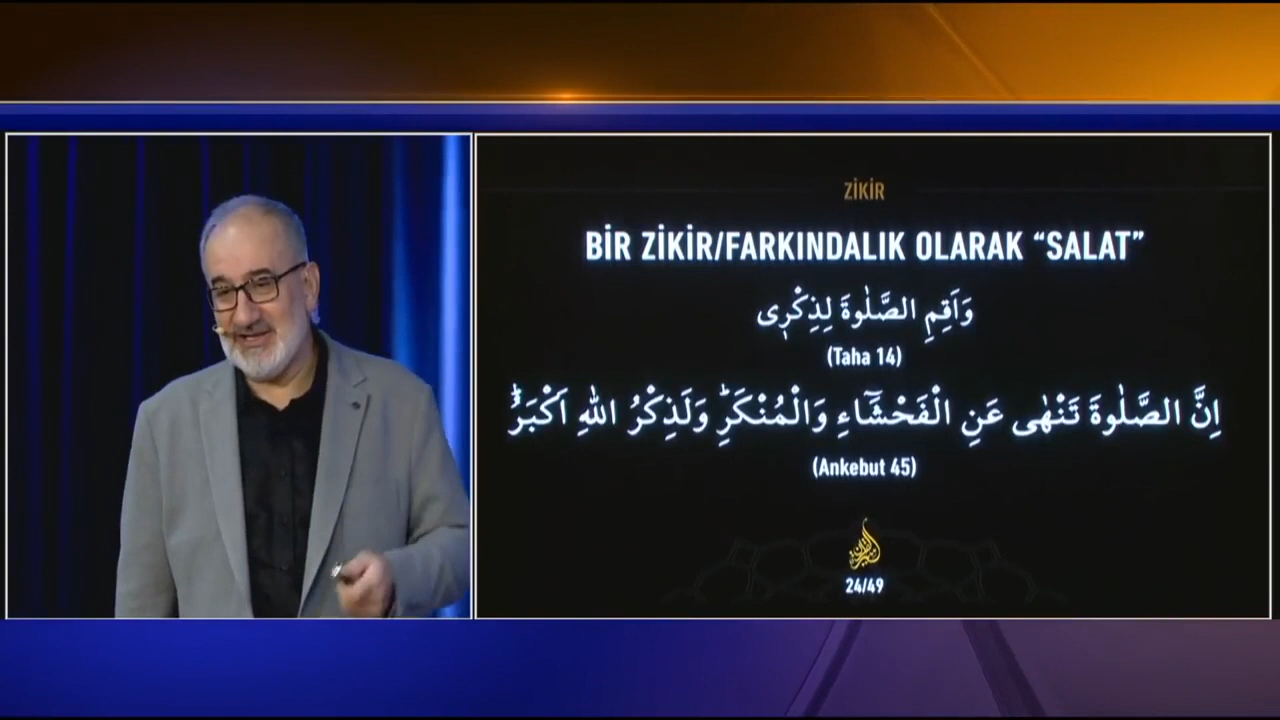 ZİKİR
BİR ZİKİR/FARKINDALIK OLARAK “SALAT”
وَاَقِمِ الصَّلٰوةَ لِذِكْر۪ى
(Taha 14)
اِنَّ الصَّلٰوةَ تَنْهٰى عَنِ الْفَحْشَٓاءِ وَالْمُنْكَرِۜ وَلَذِكْرُ اللّٰهِ اَكْبَرُۜ
(Ankebut 45)
24/49